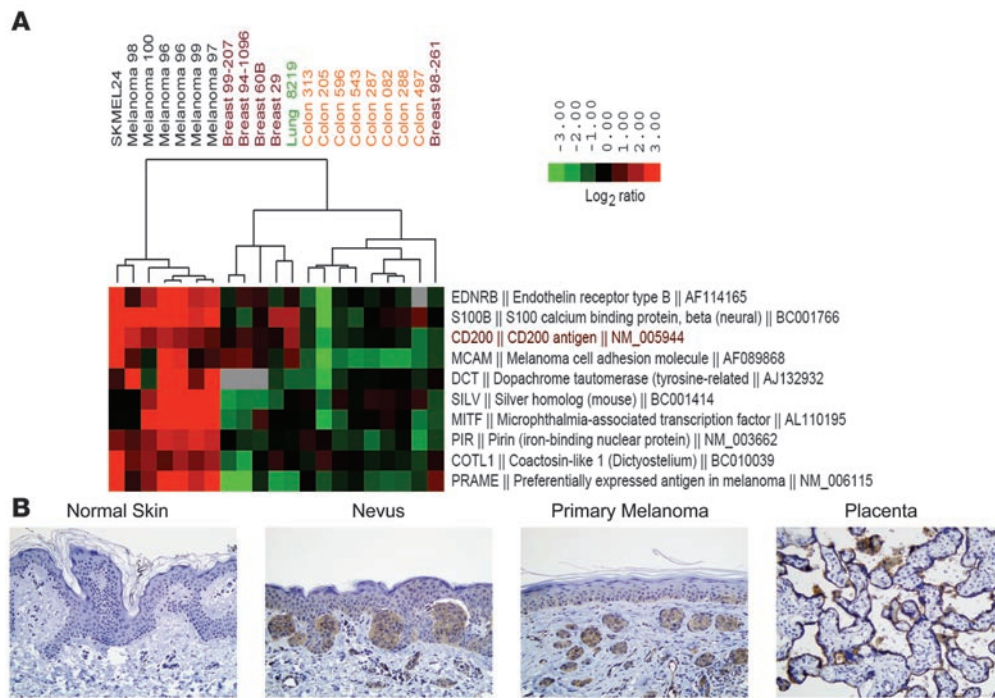 A
SKMEL24
Melanoma 98
Melanoma 100
Melanoma 96
Melanoma 96
Melanoma 99
Melanoma 97
Breast 99-207
Breast 94-1096
Breast 60B
Breast 29
Lung 8219
Colon 313
Colon 205
Colon 596
Colon 543
Colon 287
Colon 082
Colon 288
Colon 497
Breast 98-261
-3.00
-2.00
-1.00
0.00
1.00
2.00
3.00
Log2 ratio
EDNRB || Endothelin receptor type B || AF114165
S100B || S100 calcium binding protein, beta (neural) || BC001766
CD200 || CD200 antigen || NM_005944
MCAM || Melanoma cell adhesion molecule || AF089868
DCT || Dopachrome tautomerase (tyrosine-related || AJ132932
SILV || Silver homolog (mouse) || BC001414
MITF || Microphthalmia-associated transcription factor || AL110195
PIR || Pirin (iron-binding nuclear protein) || NM_003662
COTL1 || Coactosin-like 1 (Dictyostelium) || BC010039
PRAME || Preferentially expressed antigen in melanoma || NM_006115
B
Normal Skin
Nevus
Primary Melanoma
Placenta